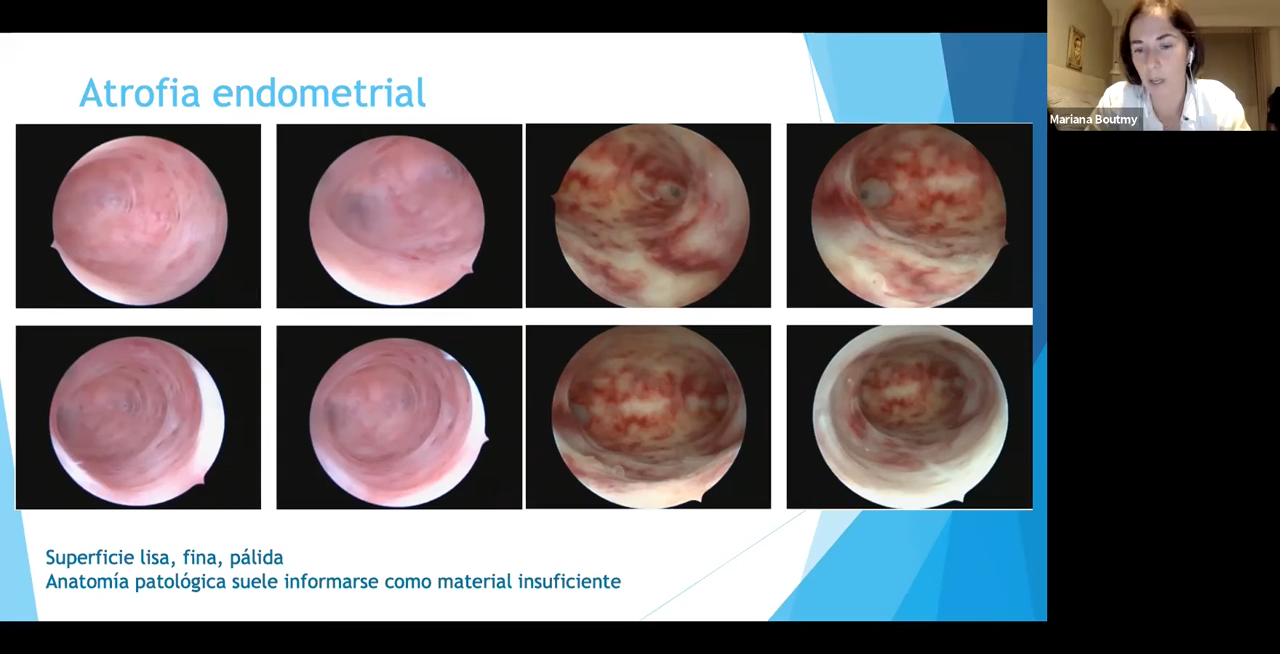 Atrofia endometrial
Mariana Boutmy
Superficie lisa, fina, pálida
Anatomía patológica suele informarse como material insuficiente